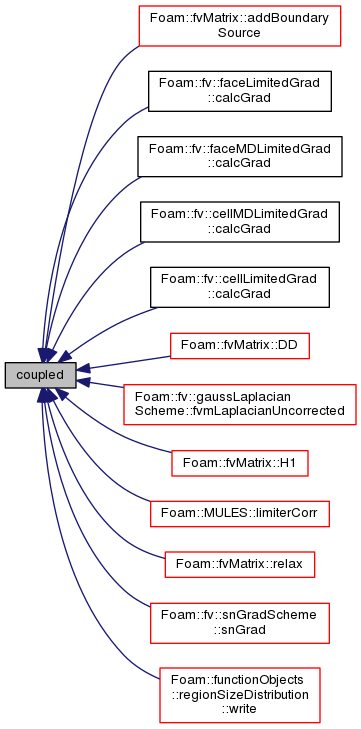 Foam::fvMatrix::addBoundary
Source
Foam::fv::faceLimitedGrad
::calcGrad
Foam::fv::faceMDLimitedGrad
::calcGrad
Foam::fv::cellMDLimitedGrad
::calcGrad
Foam::fv::cellLimitedGrad
::calcGrad
Foam::fvMatrix::DD
coupled
Foam::fv::gaussLaplacian
Scheme::fvmLaplacianUncorrected
Foam::fvMatrix::H1
Foam::MULES::limiterCorr
Foam::fvMatrix::relax
Foam::fv::snGradScheme
::snGrad
Foam::functionObjects
::regionSizeDistribution
::write